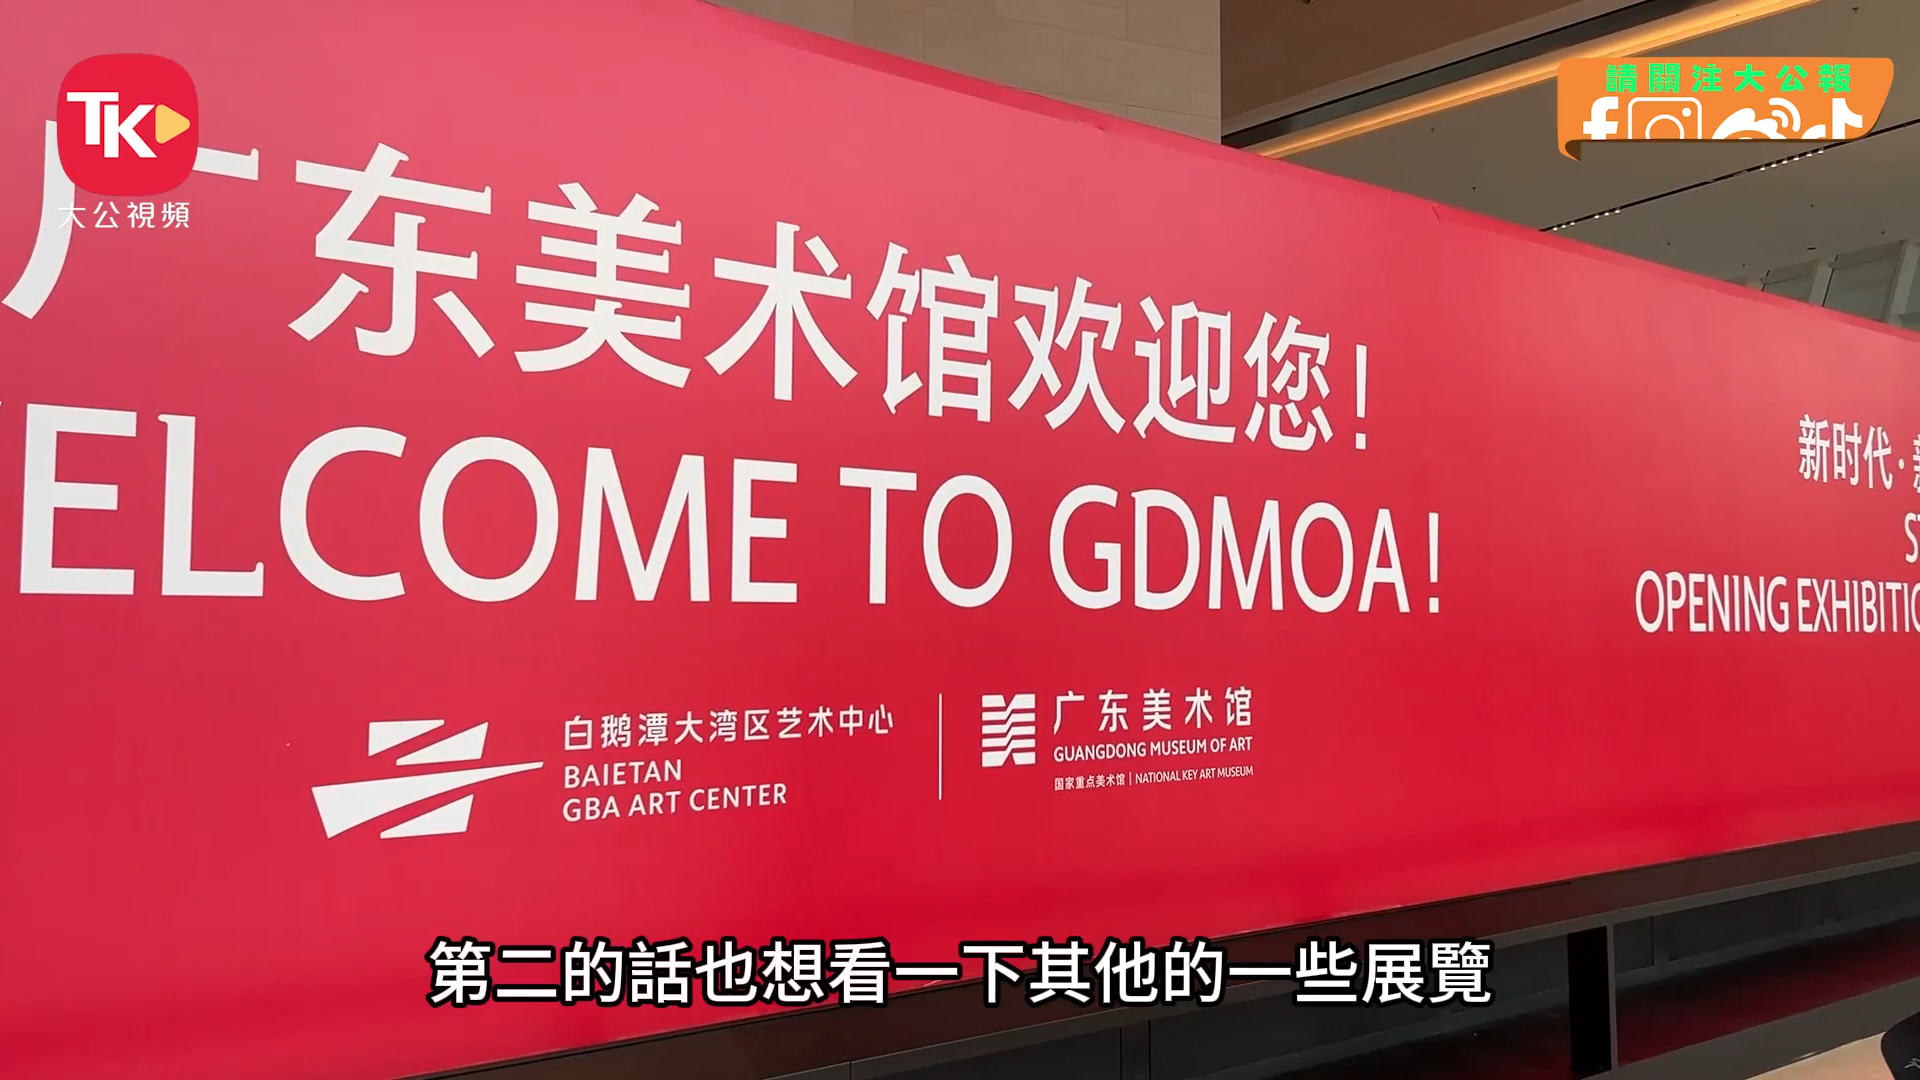 TK
大公視頻
請關注大公報
广东美术馆欢迎您!
ELCOME TO GDMOA!
新时代·
OPENING EXHIBITIO
白鹅潭大湾区艺术中心
BAIETAN
GBA ART CENTER
广东美术馆
GUANGDONG MUSEUM OF ART
国家重点美术馆 | NATIONAL KEY ART MUSEUM
第二的話也想看一下其他的一些展覽